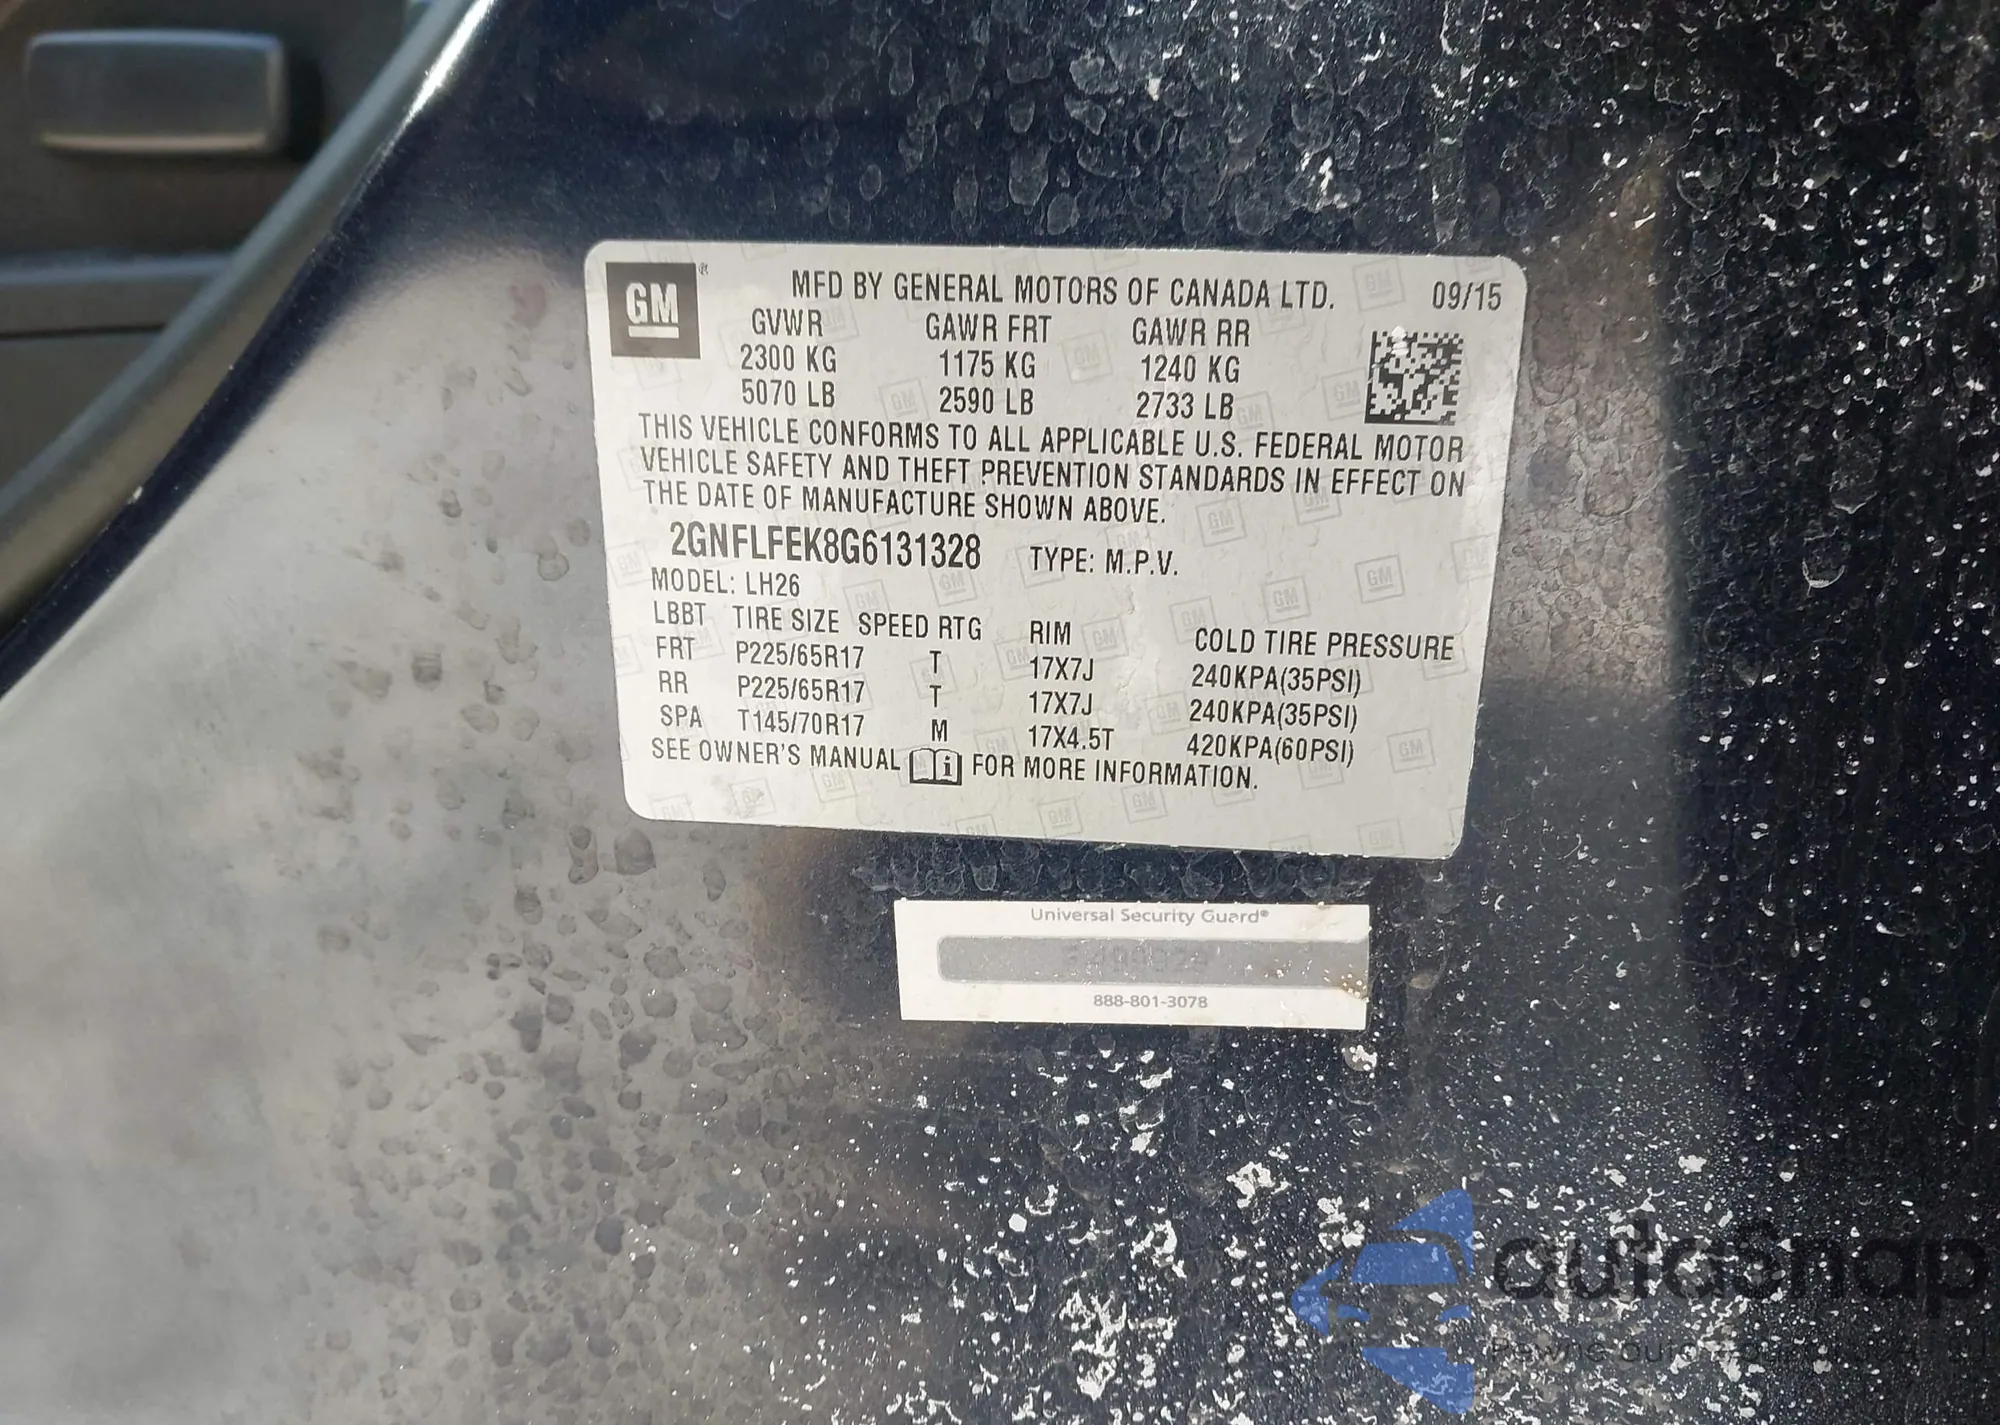 GM ®
MFD BY GENERAL MOTORS OF CANADA LTD. 09/15
GVWR GAWR FRT GAWR RR
2300 KG 1175 KG 1240 KG
5070 LB 2590 LB 2733 LB
THIS VEHICLE CONFORMS TO ALL APPLICABLE U.S. FEDERAL MOTOR
VEHICLE SAFETY AND THEFT PREVENTION STANDARDS IN EFFECT ON
THE DATE OF MANUFACTURE SHOWN ABOVE.
2GNFLFEK8G6131328 TYPE: M.P.V.
MODEL: LH26
LBBT TIRE SIZE SPEED RTG RIM COLD TIRE PRESSURE
FRT P225/65R17 T 17X7J 240KPA(35PSI)
RR P225/65R17 T 17X7J 240KPA(35PSI)
SPA T145/70R17 M 17X4.5T 420KPA(60PSI)
SEE OWNER'S MANUAL FOR MORE INFORMATION.
Universal Security Guard®
888-801-3078
autosnap